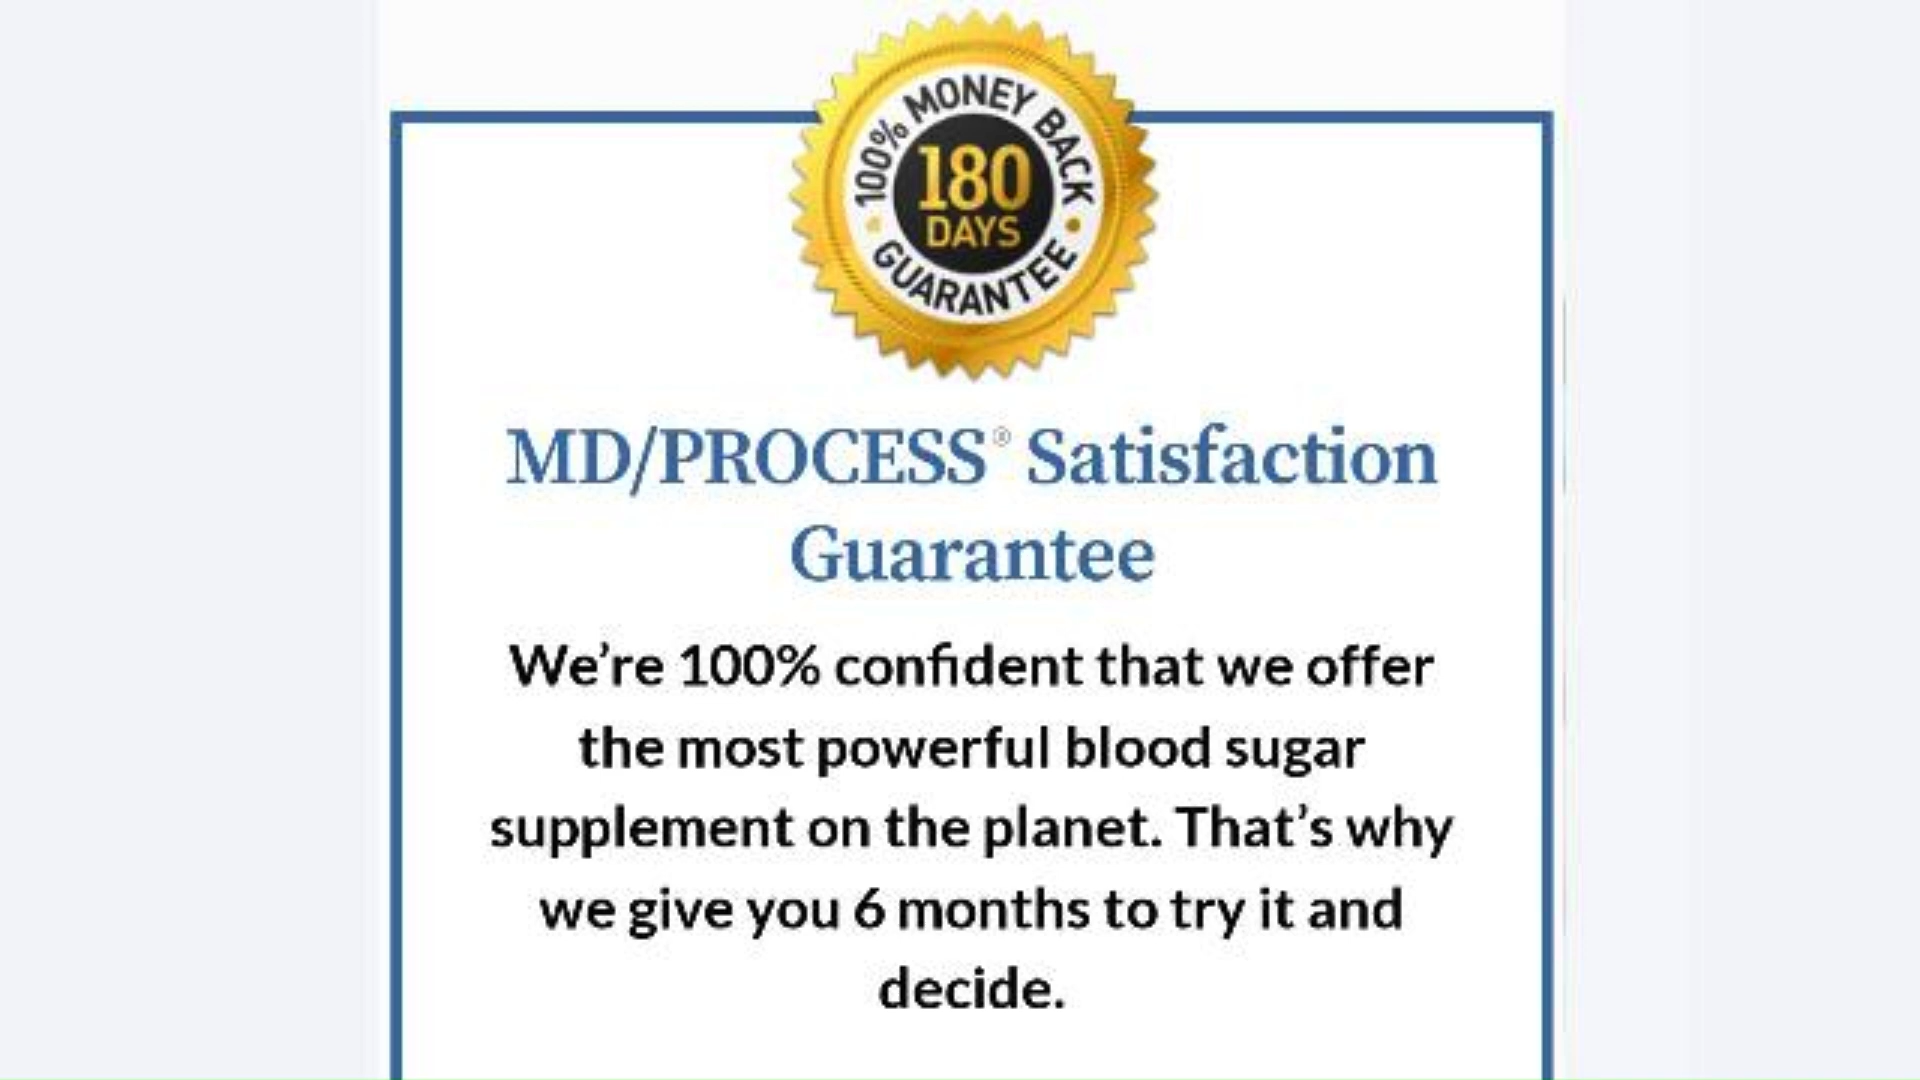 100% MONEY BACK
180
DAYS
GUARANTEE
MD/PROCESS® Satisfaction
Guarantee
We’re 100% confident that we offer
the most powerful blood sugar
supplement on the planet. That’s why
we give you 6 months to try it and
decide.